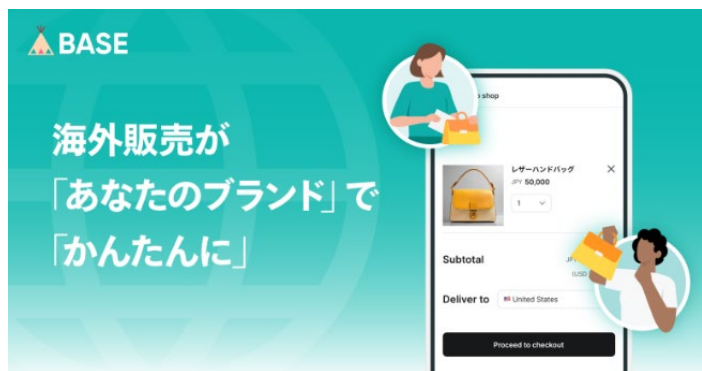 BASE
海外販売が
「あなたのブランド」で
「かんたんに」
shop
レザーハンドバッグ
JPY 50,000
1
Subtotal
(USD
Deliver to
United States
Proceed to checkout